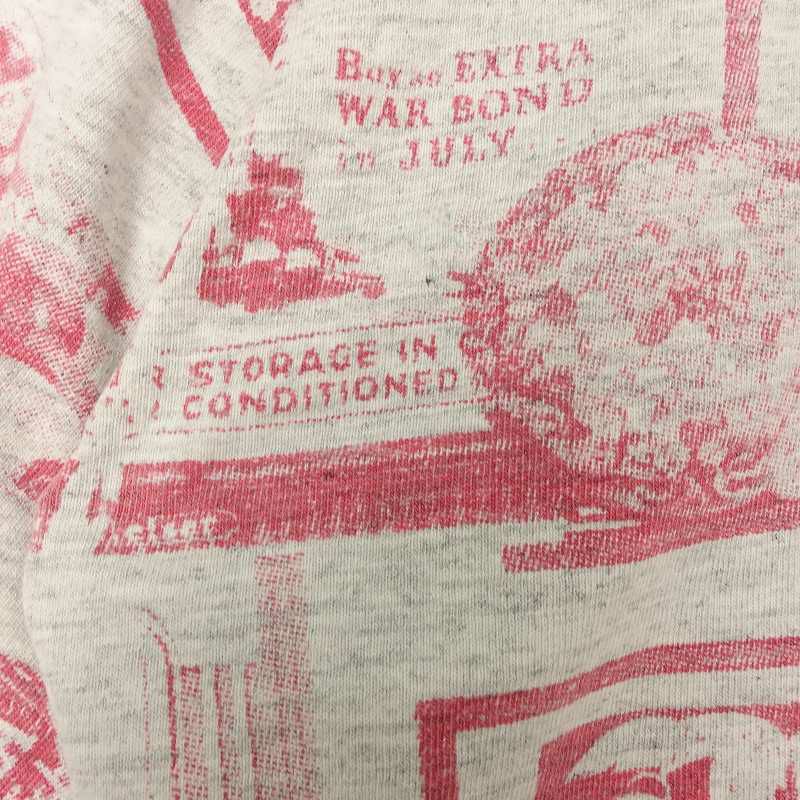 Buy an EXTRA
WAR BOND
in JULY
STORAGE IN
CONDITIONED